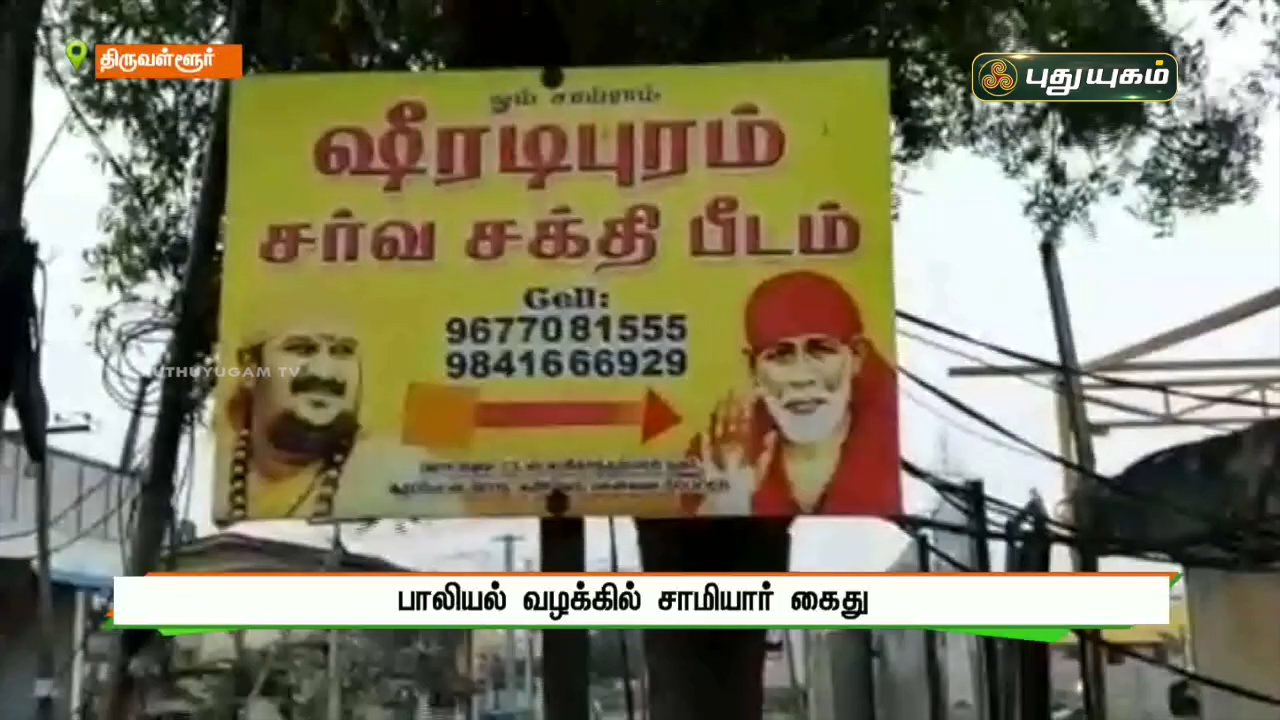 திருவள்ளூர்
புதுயுகம்
ஓம் சாய்ராம்
ஷீரடிபுரம்
சர்வ சக்தி பீடம்
Cell:
9677081555
9841666929
UTHUYUGAM TV
பாலியல் வழக்கில் சாமியார் கைது